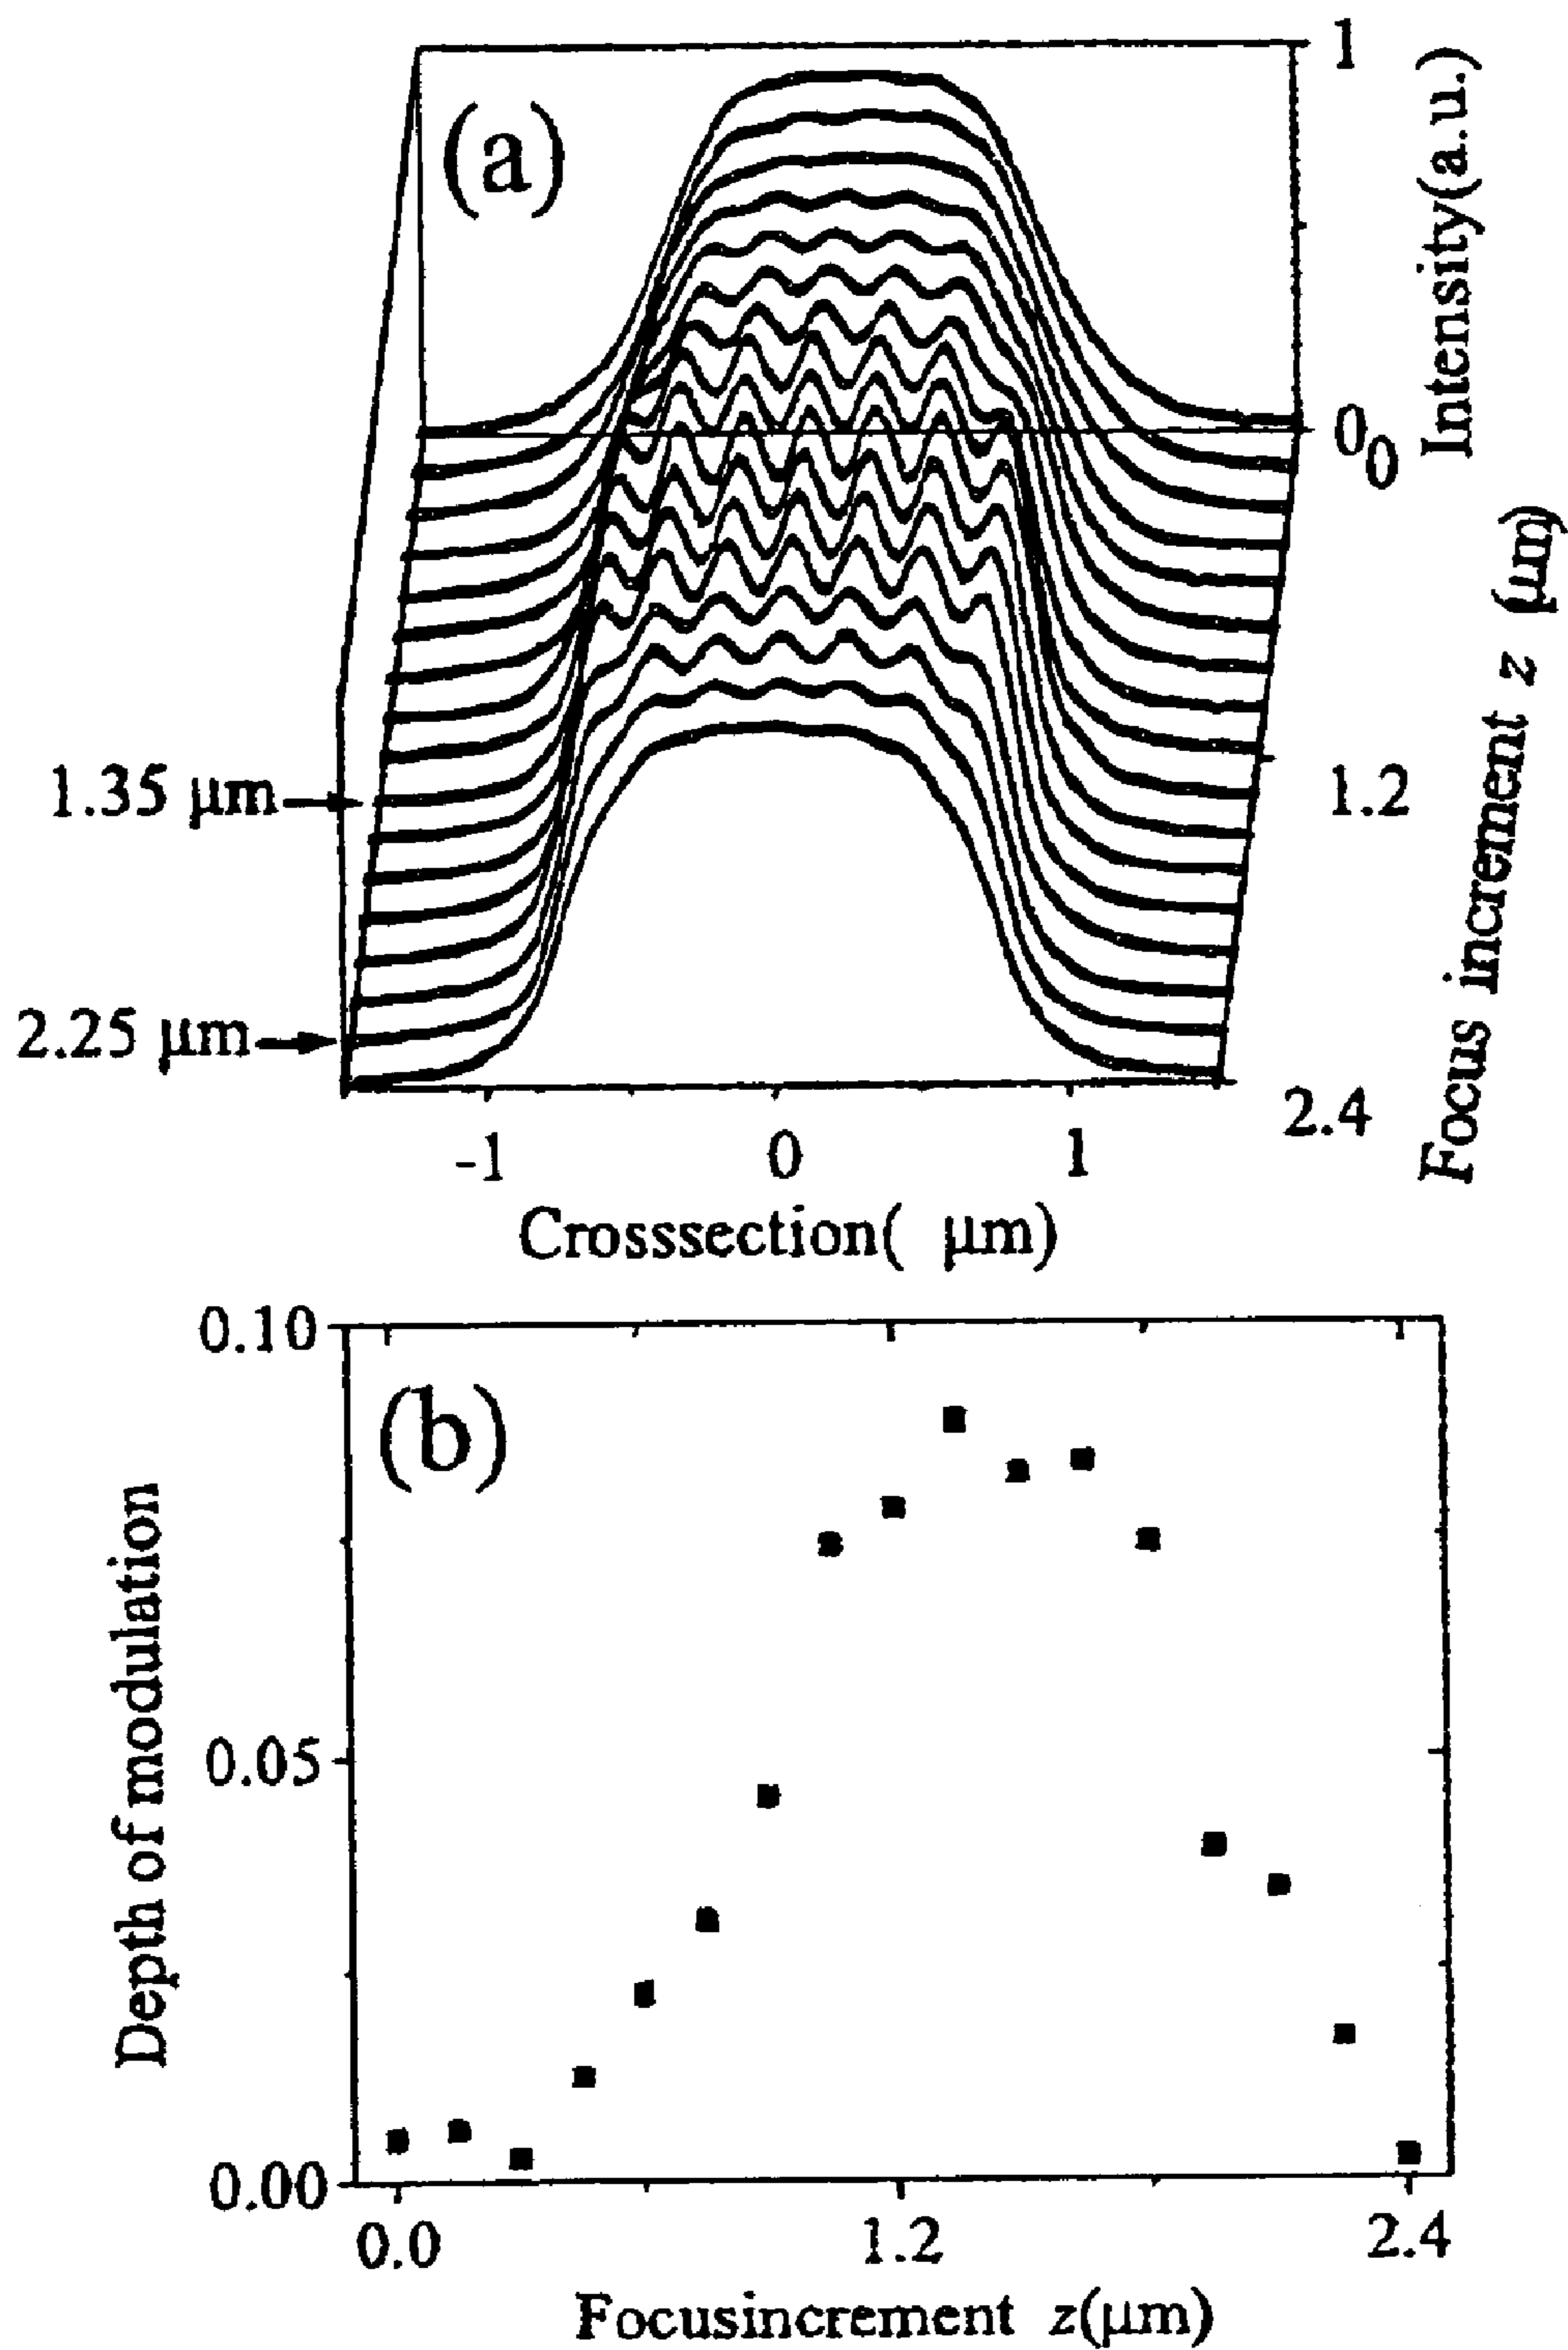 (a)
1
Intensity(a.u.)
0
0
1.35 μm
1.2
Focus increment z (μm)
2.25 μm
2.4
-1 0 1
Crosssection( μm)
0.10
(b)
Depth of modulation
0.05
0.00
0.0 1.2 2.4
Focusincrement z(μm)